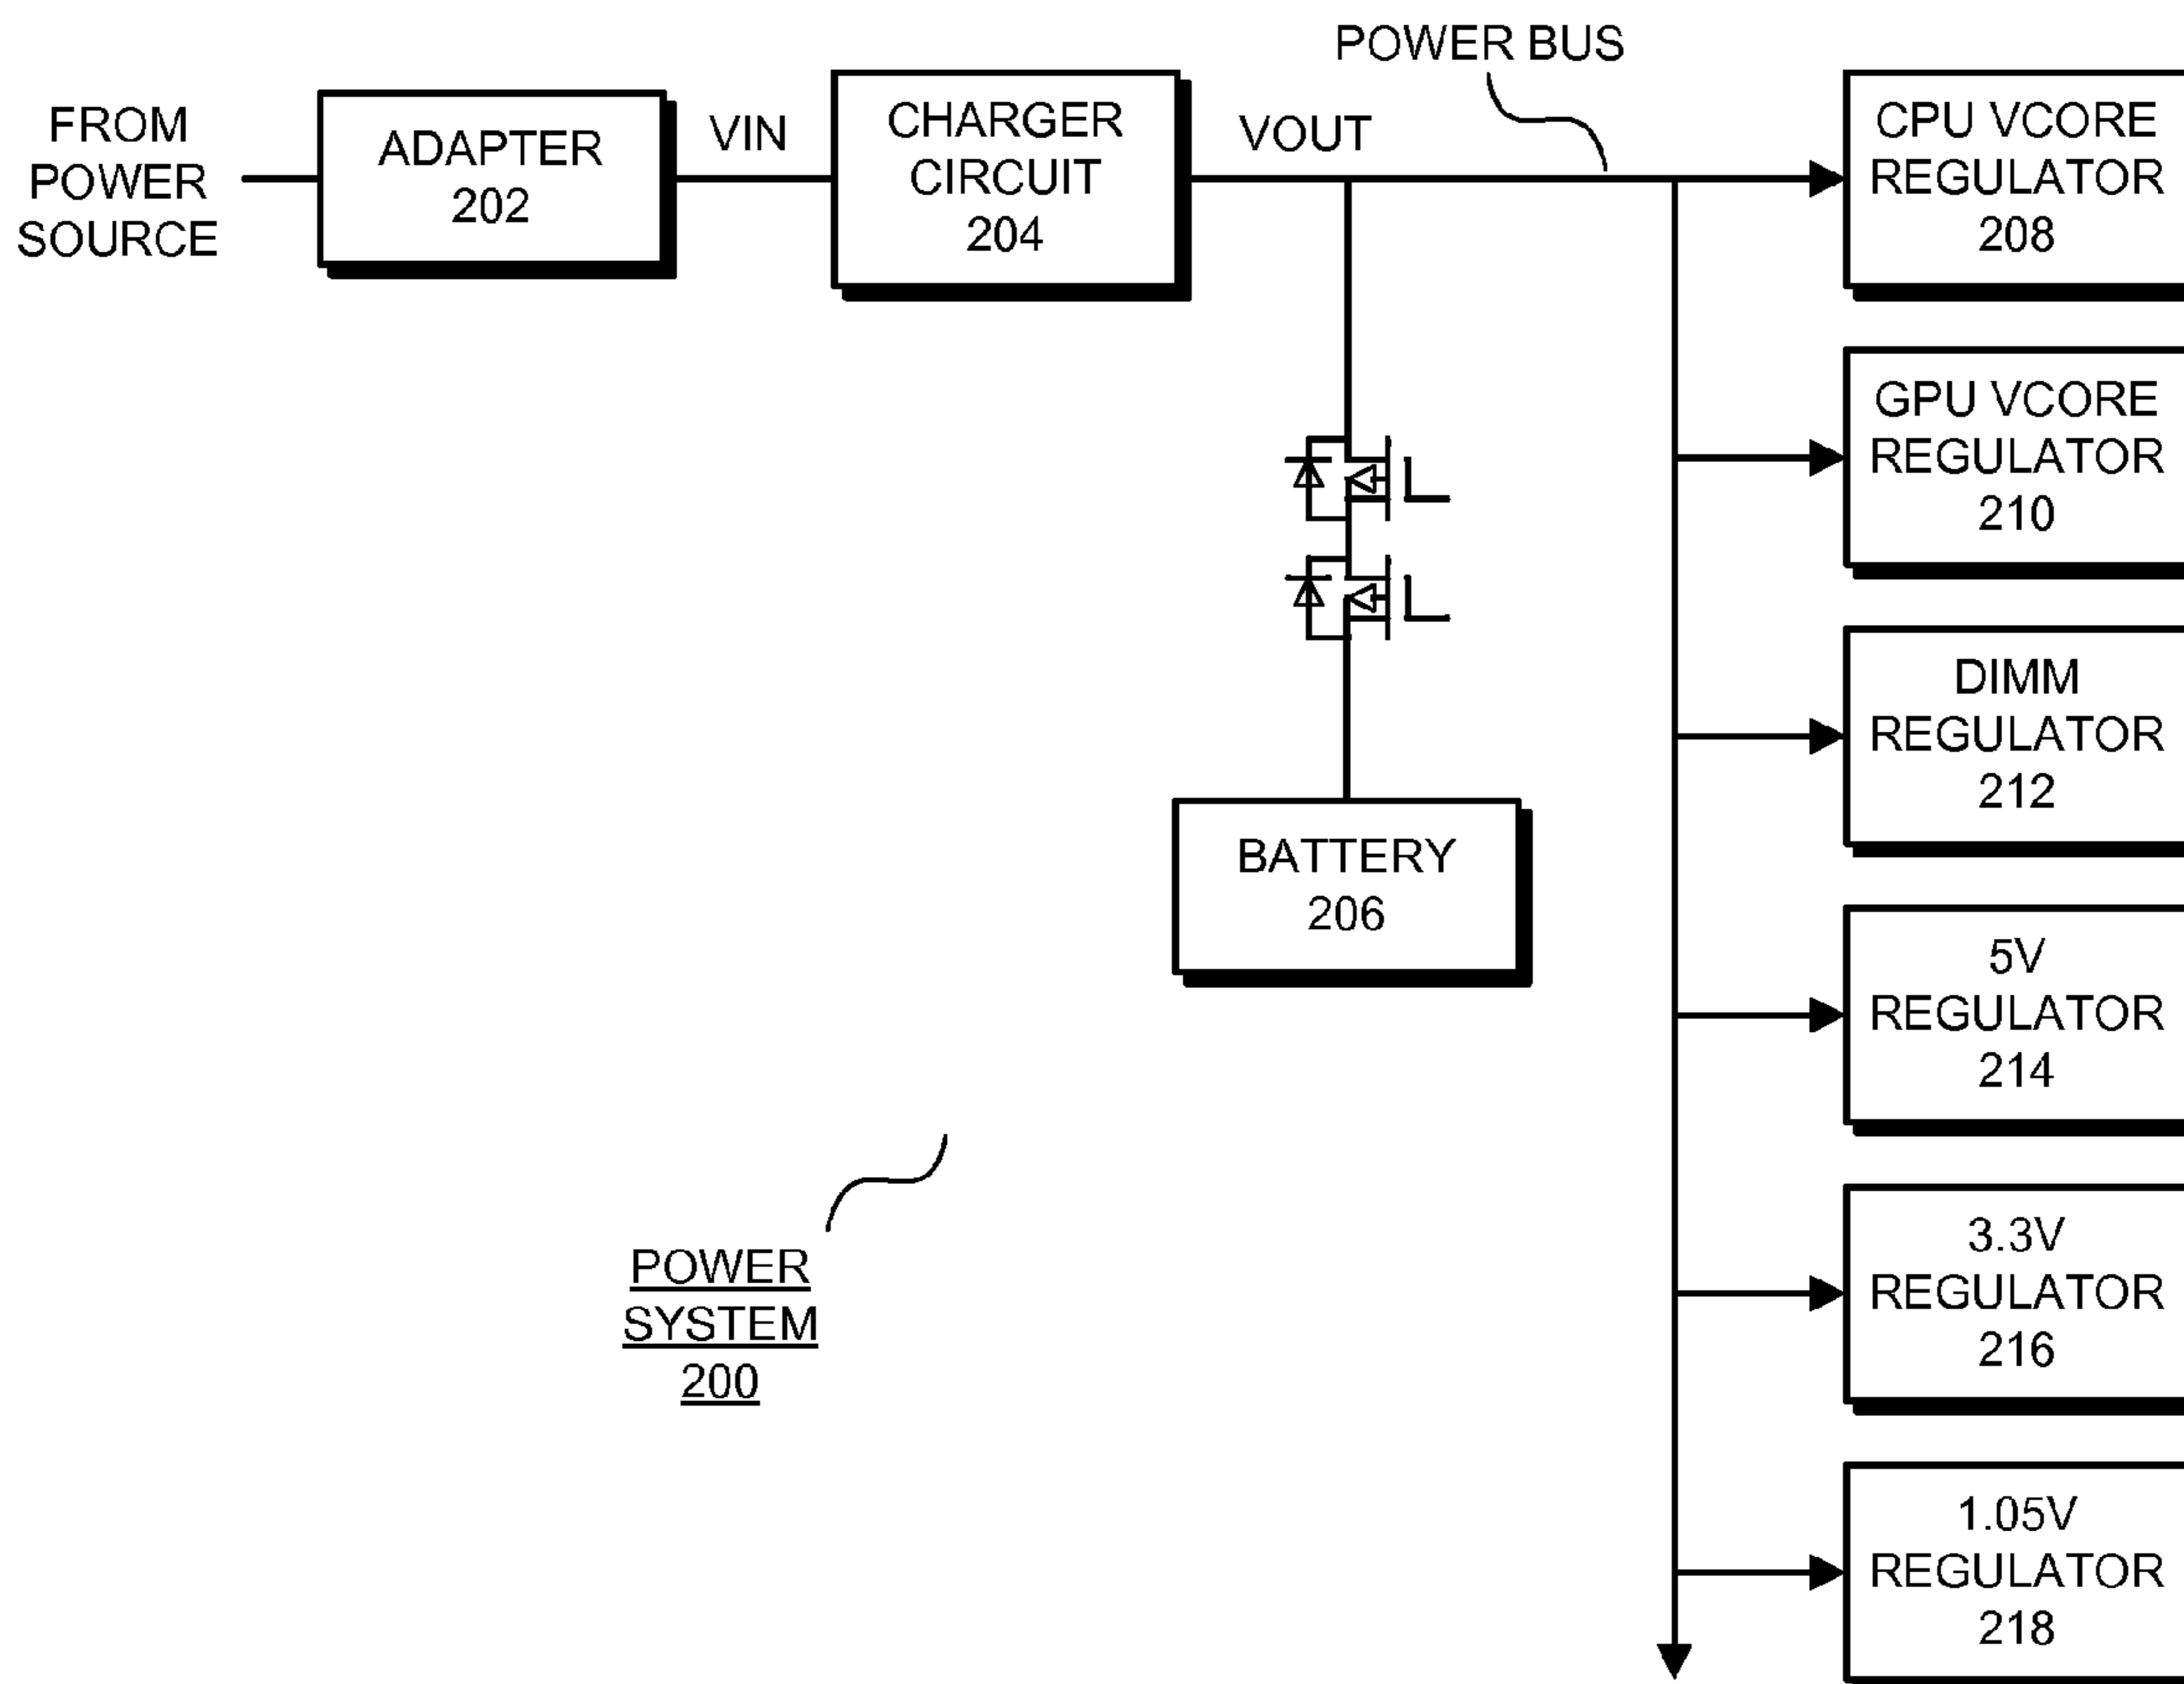 POWER BUS
FROM
POWER
SOURCE
ADAPTER
202
VIN
CHARGER
CIRCUIT
204
VOUT
CPU VCORE
REGULATOR
208
GPU VCORE
REGULATOR
210
DIMM
REGULATOR
212
BATTERY
206
5V
REGULATOR
214
POWER
SYSTEM
200
3.3V
REGULATOR
216
1.05V
REGULATOR
218